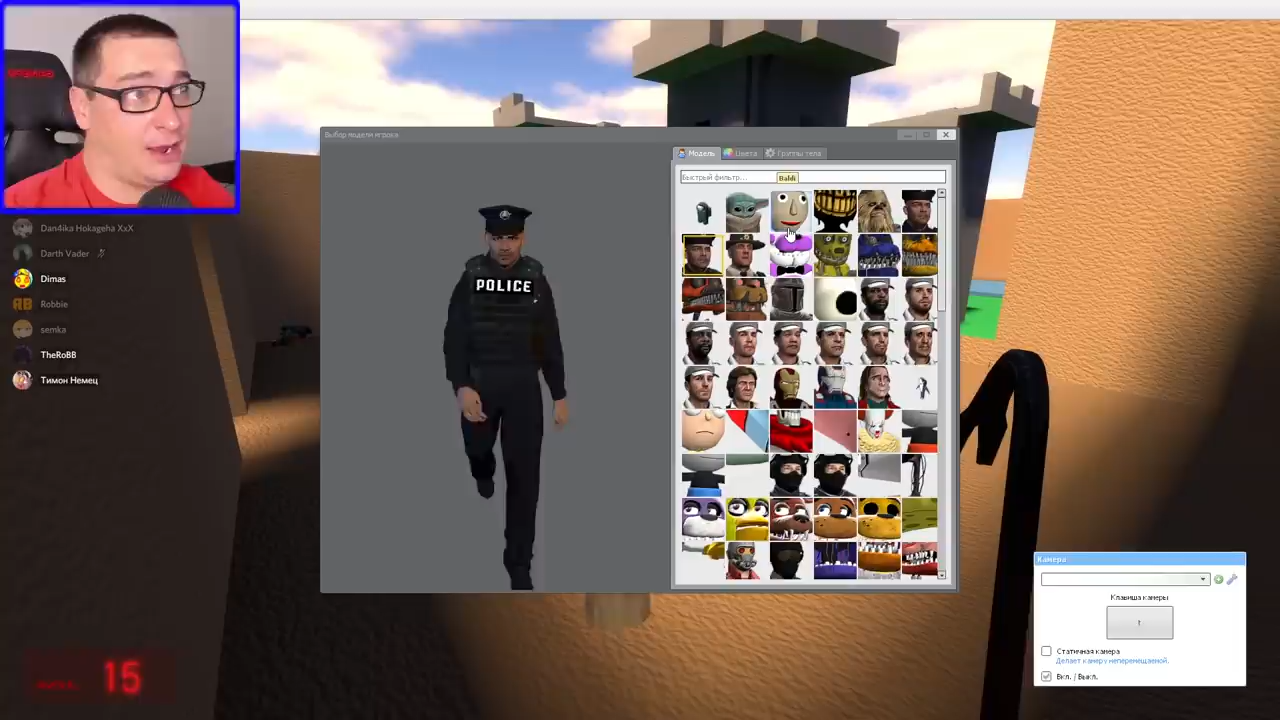 Выбор модели игрока
Модель
Цвета
Группы тела
Быстрый фильтр...
Baldi
POLICE
Dan4ika Hokageha XxX
Darth Vader
Dimas
Robbie
semka
TheRoBB
Тимон Немец
15
Камера
Клавиша камеры
↑
Статичная камера
Делает камеру неперемещаемой.
Вкл. / Выкл.